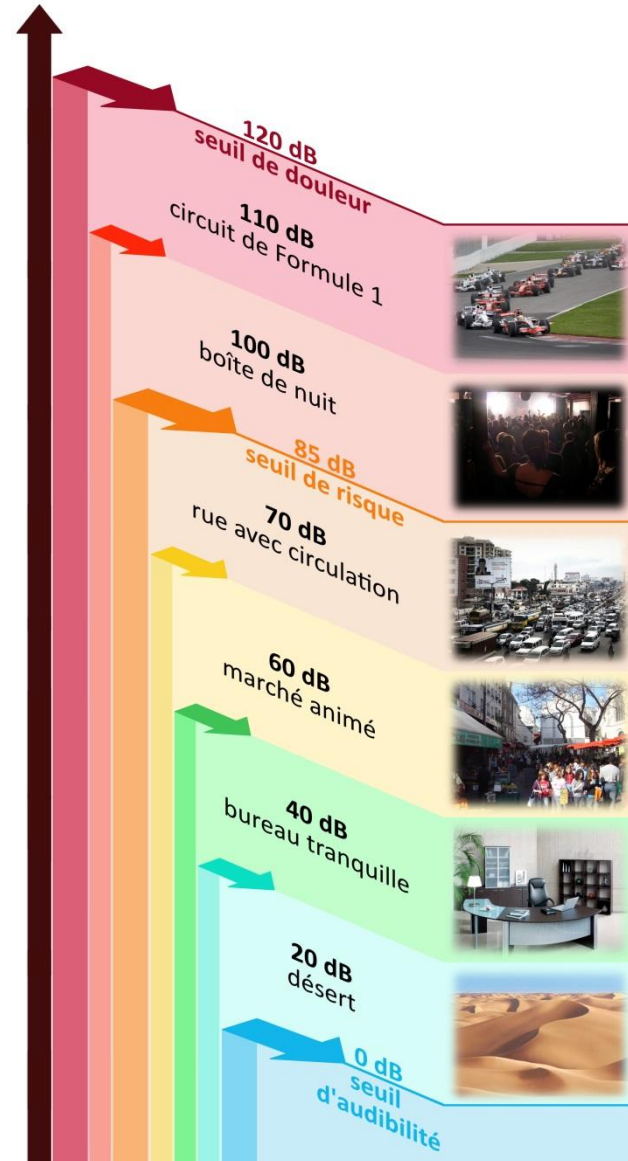 120 dB
seuil de douleur
110 dB
circuit de Formule 1
100 dB
boîte de nuit
85 dB
seuil de risque
70 dB
rue avec circulation
60 dB
marché animé
40 dB
bureau tranquille
20 dB
désert
0 dB
seuil
d'audibilité